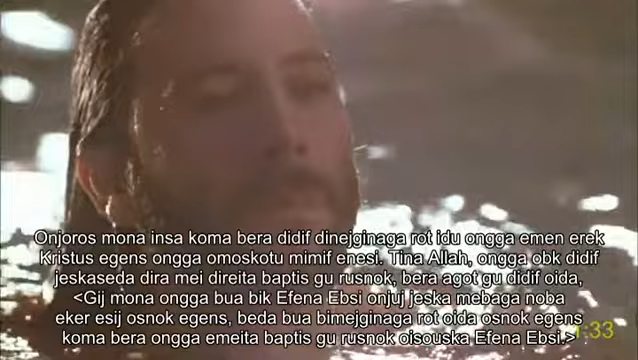 Onjoros mona insa koma bera didif dinejginaga rot idu ongga emen erek
Kristus egens ongga omoskotu mimif enesi. Tina Allah, ongga obk didif
jeskaseda dira mei direita baptis gu rusnok, bera agot gu didif oida,
<Gij mona ongga bua bik Efena Ebsi onjuj jeska mebaga noba
eker esij osnok egens, beda bua bimejginaga rot oida osnok egens
koma bera ongga emeita baptis gu rusnok oisouska Efena Ebsi.>
1:33